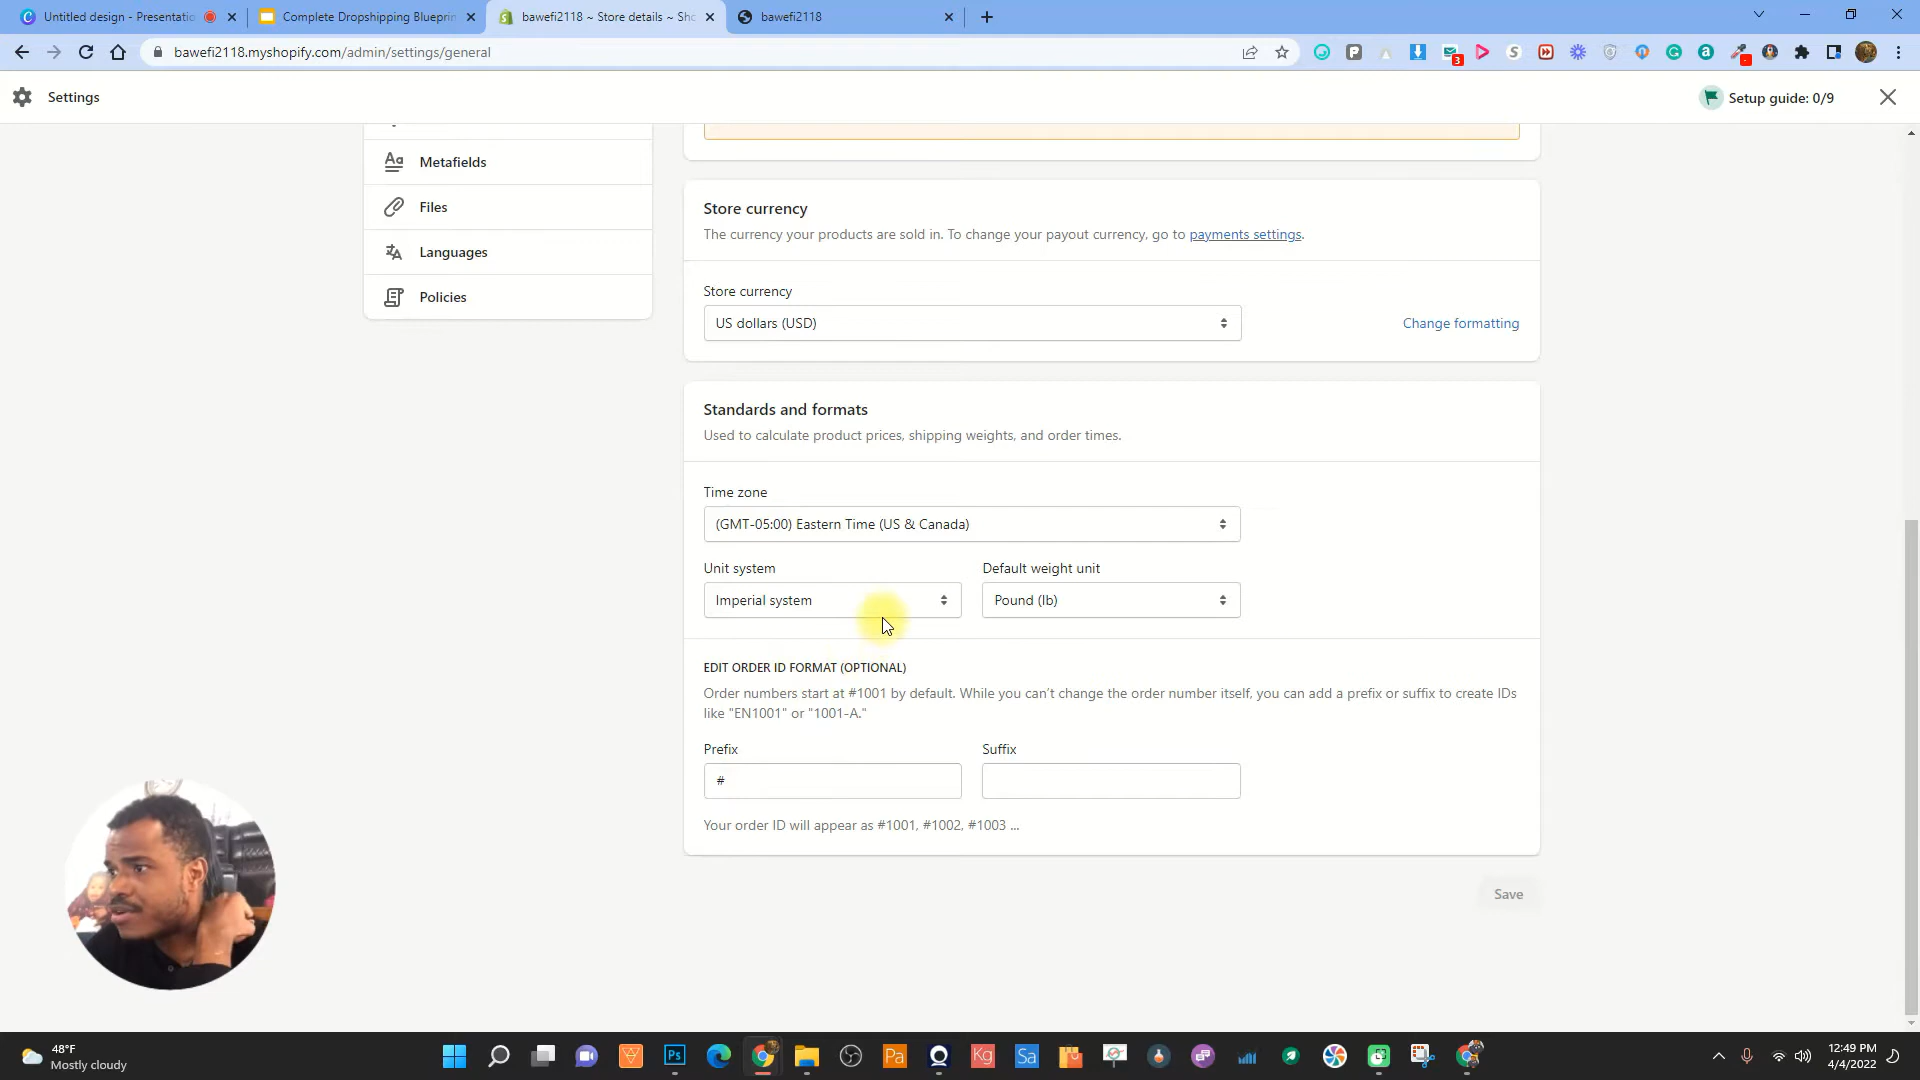 Untitled design - Presentatio
Complete Dropshipping Blueprin
bawefi2118 ~ Store details ~ Sho
bawefi2118
bawefi2118.myshopify.com/admin/settings/general
3
Settings
Setup guide: 0/9
Metafields
Files
Languages
Policies
Store currency
The currency your products are sold in. To change your payout currency, go to payments settings.
Store currency
US dollars (USD)
Change formatting
Standards and formats
Used to calculate product prices, shipping weights, and order times.
Time zone
(GMT-05:00) Eastern Time (US & Canada)
Unit system
Default weight unit
Imperial system
Pound (lb)
EDIT ORDER ID FORMAT (OPTIONAL)
Order numbers start at #1001 by default. While you can't change the order number itself, you can add a prefix or suffix to create IDs
like "EN1001" or "1001-A."
Prefix
Suffix
#
Your order ID will appear as #1001, #1002, #1003 ...
Save
48°F
Mostly cloudy
Ps
Pa
Kg
Sa
12:49 PM
4/4/2022